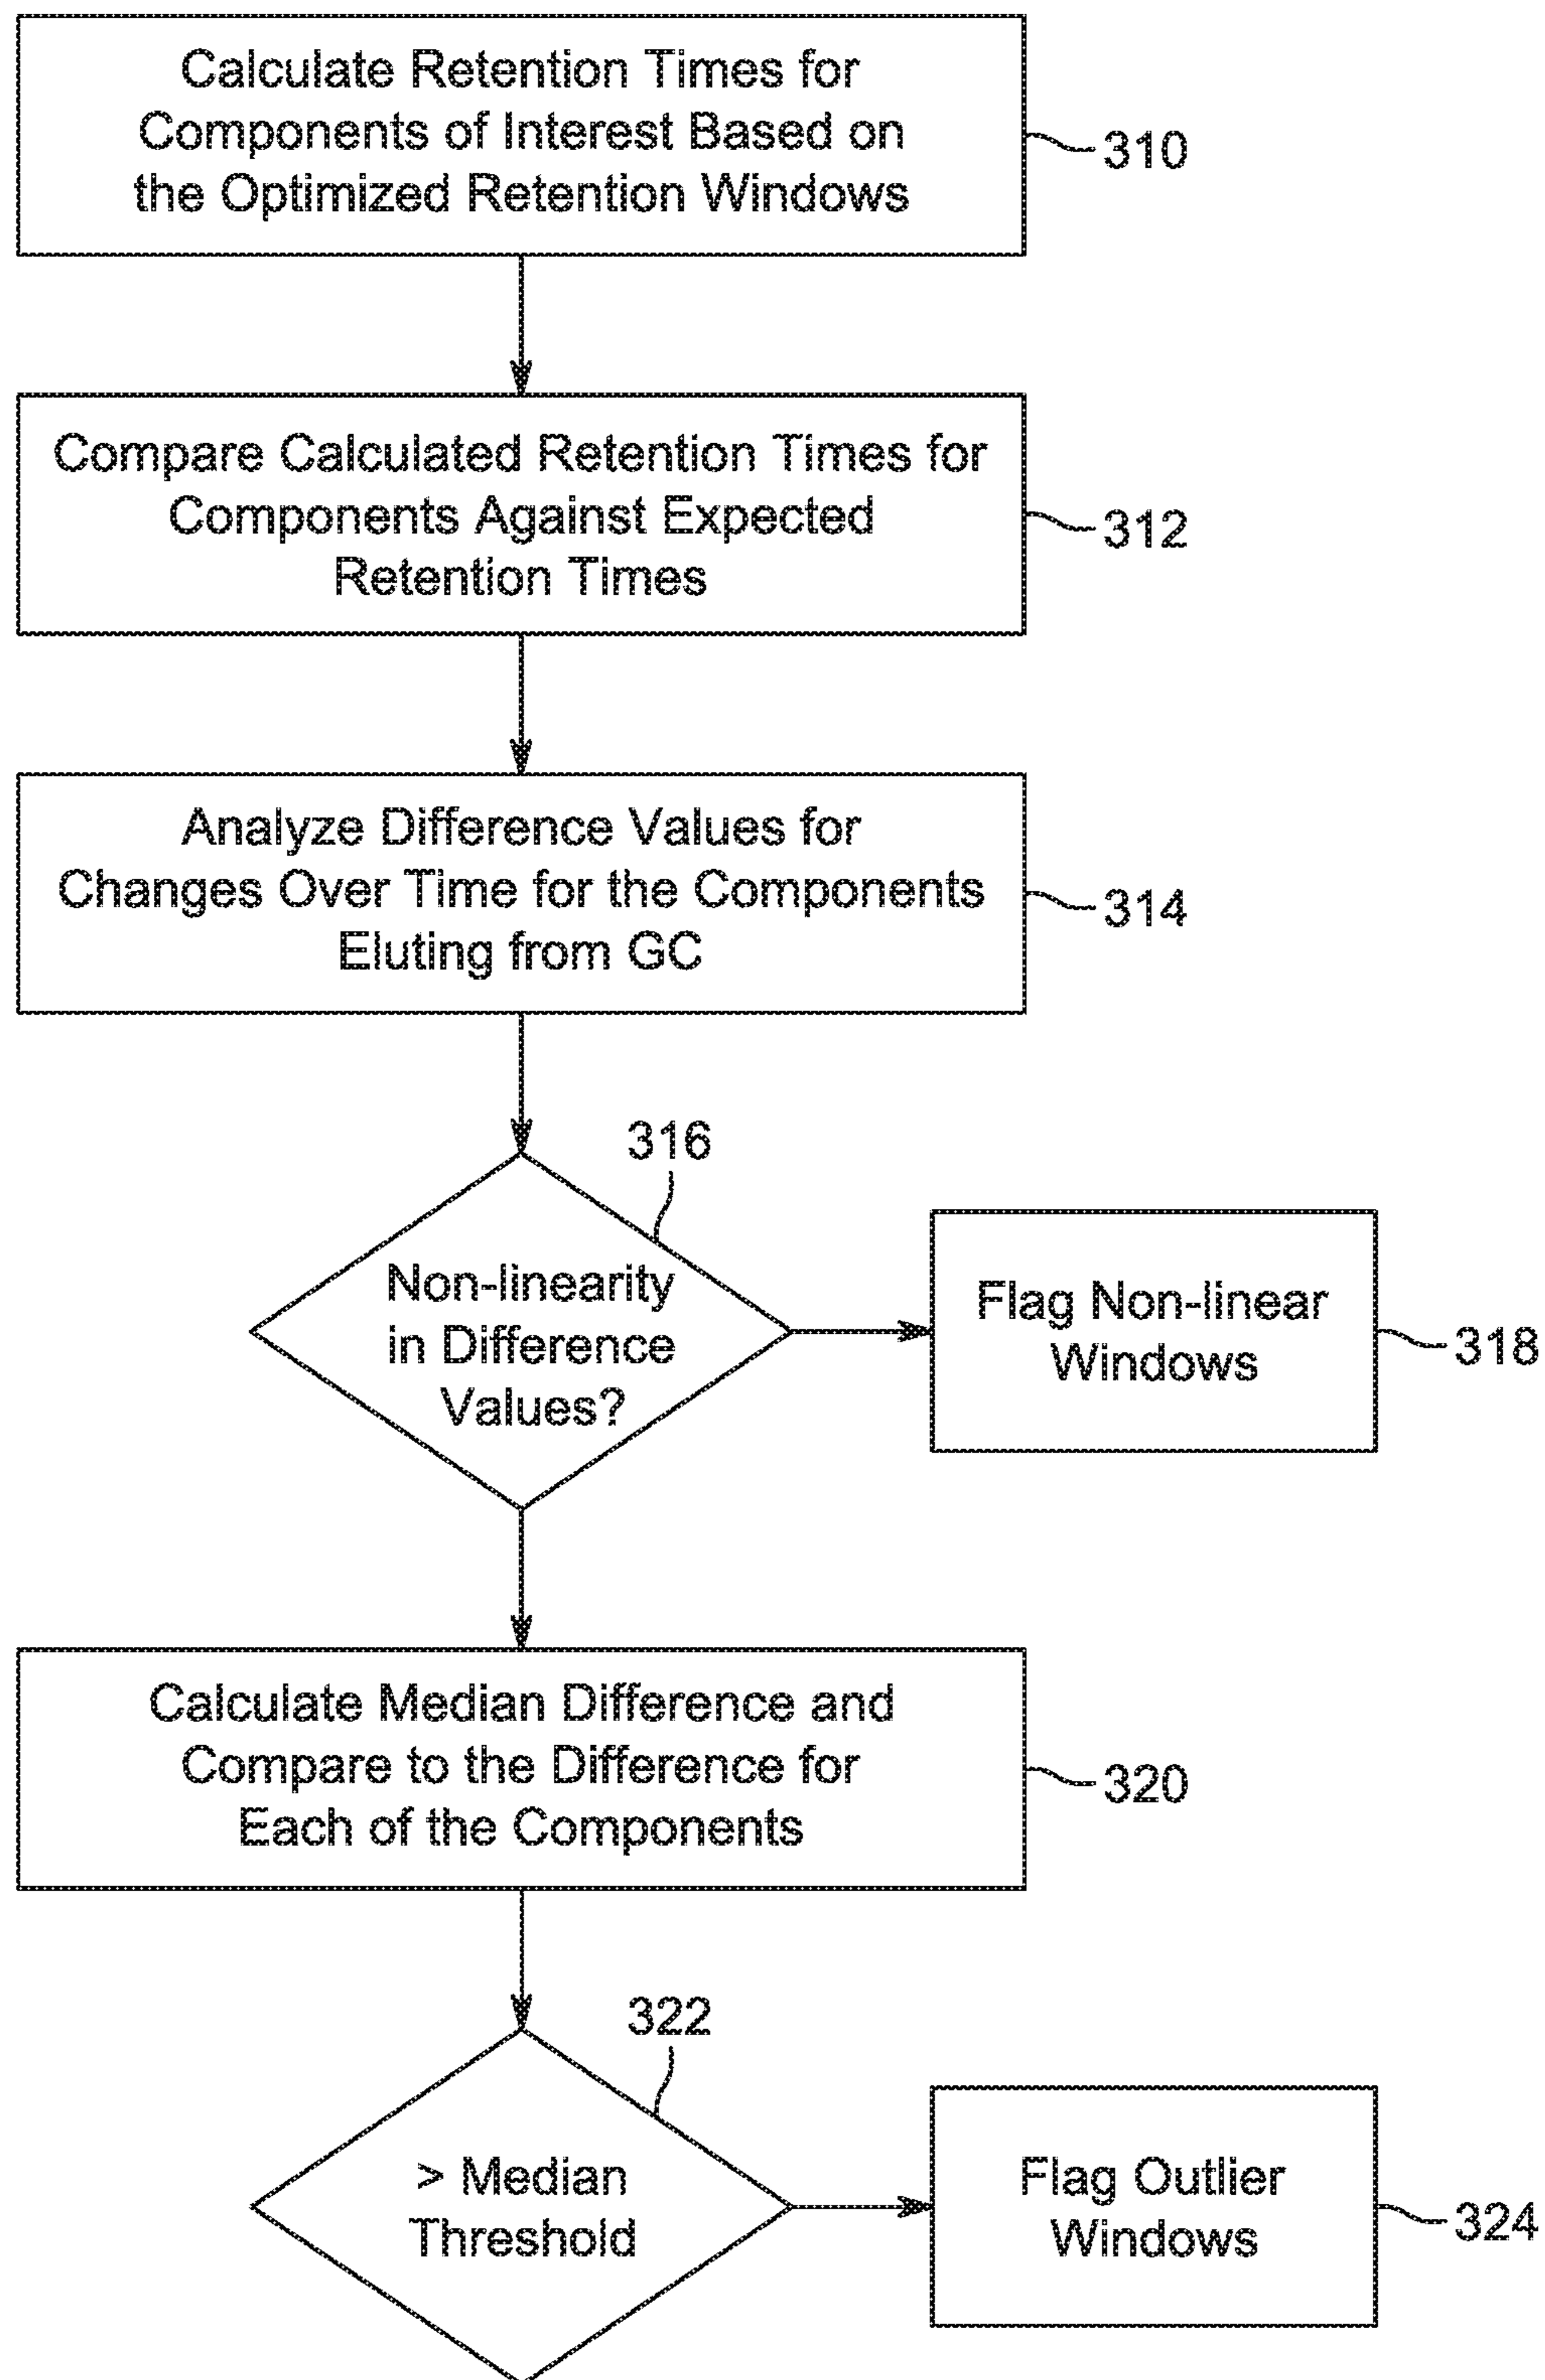 Calculate Retention Times for
Components of Interest Based on
the Optimized Retention Windows
310
Compare Calculated Retention Times for
Components Against Expected
Retention Times
312
Analyze Difference Values for
Changes Over Time for the Components
Eluting from GC
314
316
Non-linearity
in Difference
Values?
Flag Non-linear
Windows
318
Calculate Median Difference and
Compare to the Difference for
Each of the Components
320
322
> Median
Threshold
Flag Outlier
Windows
324